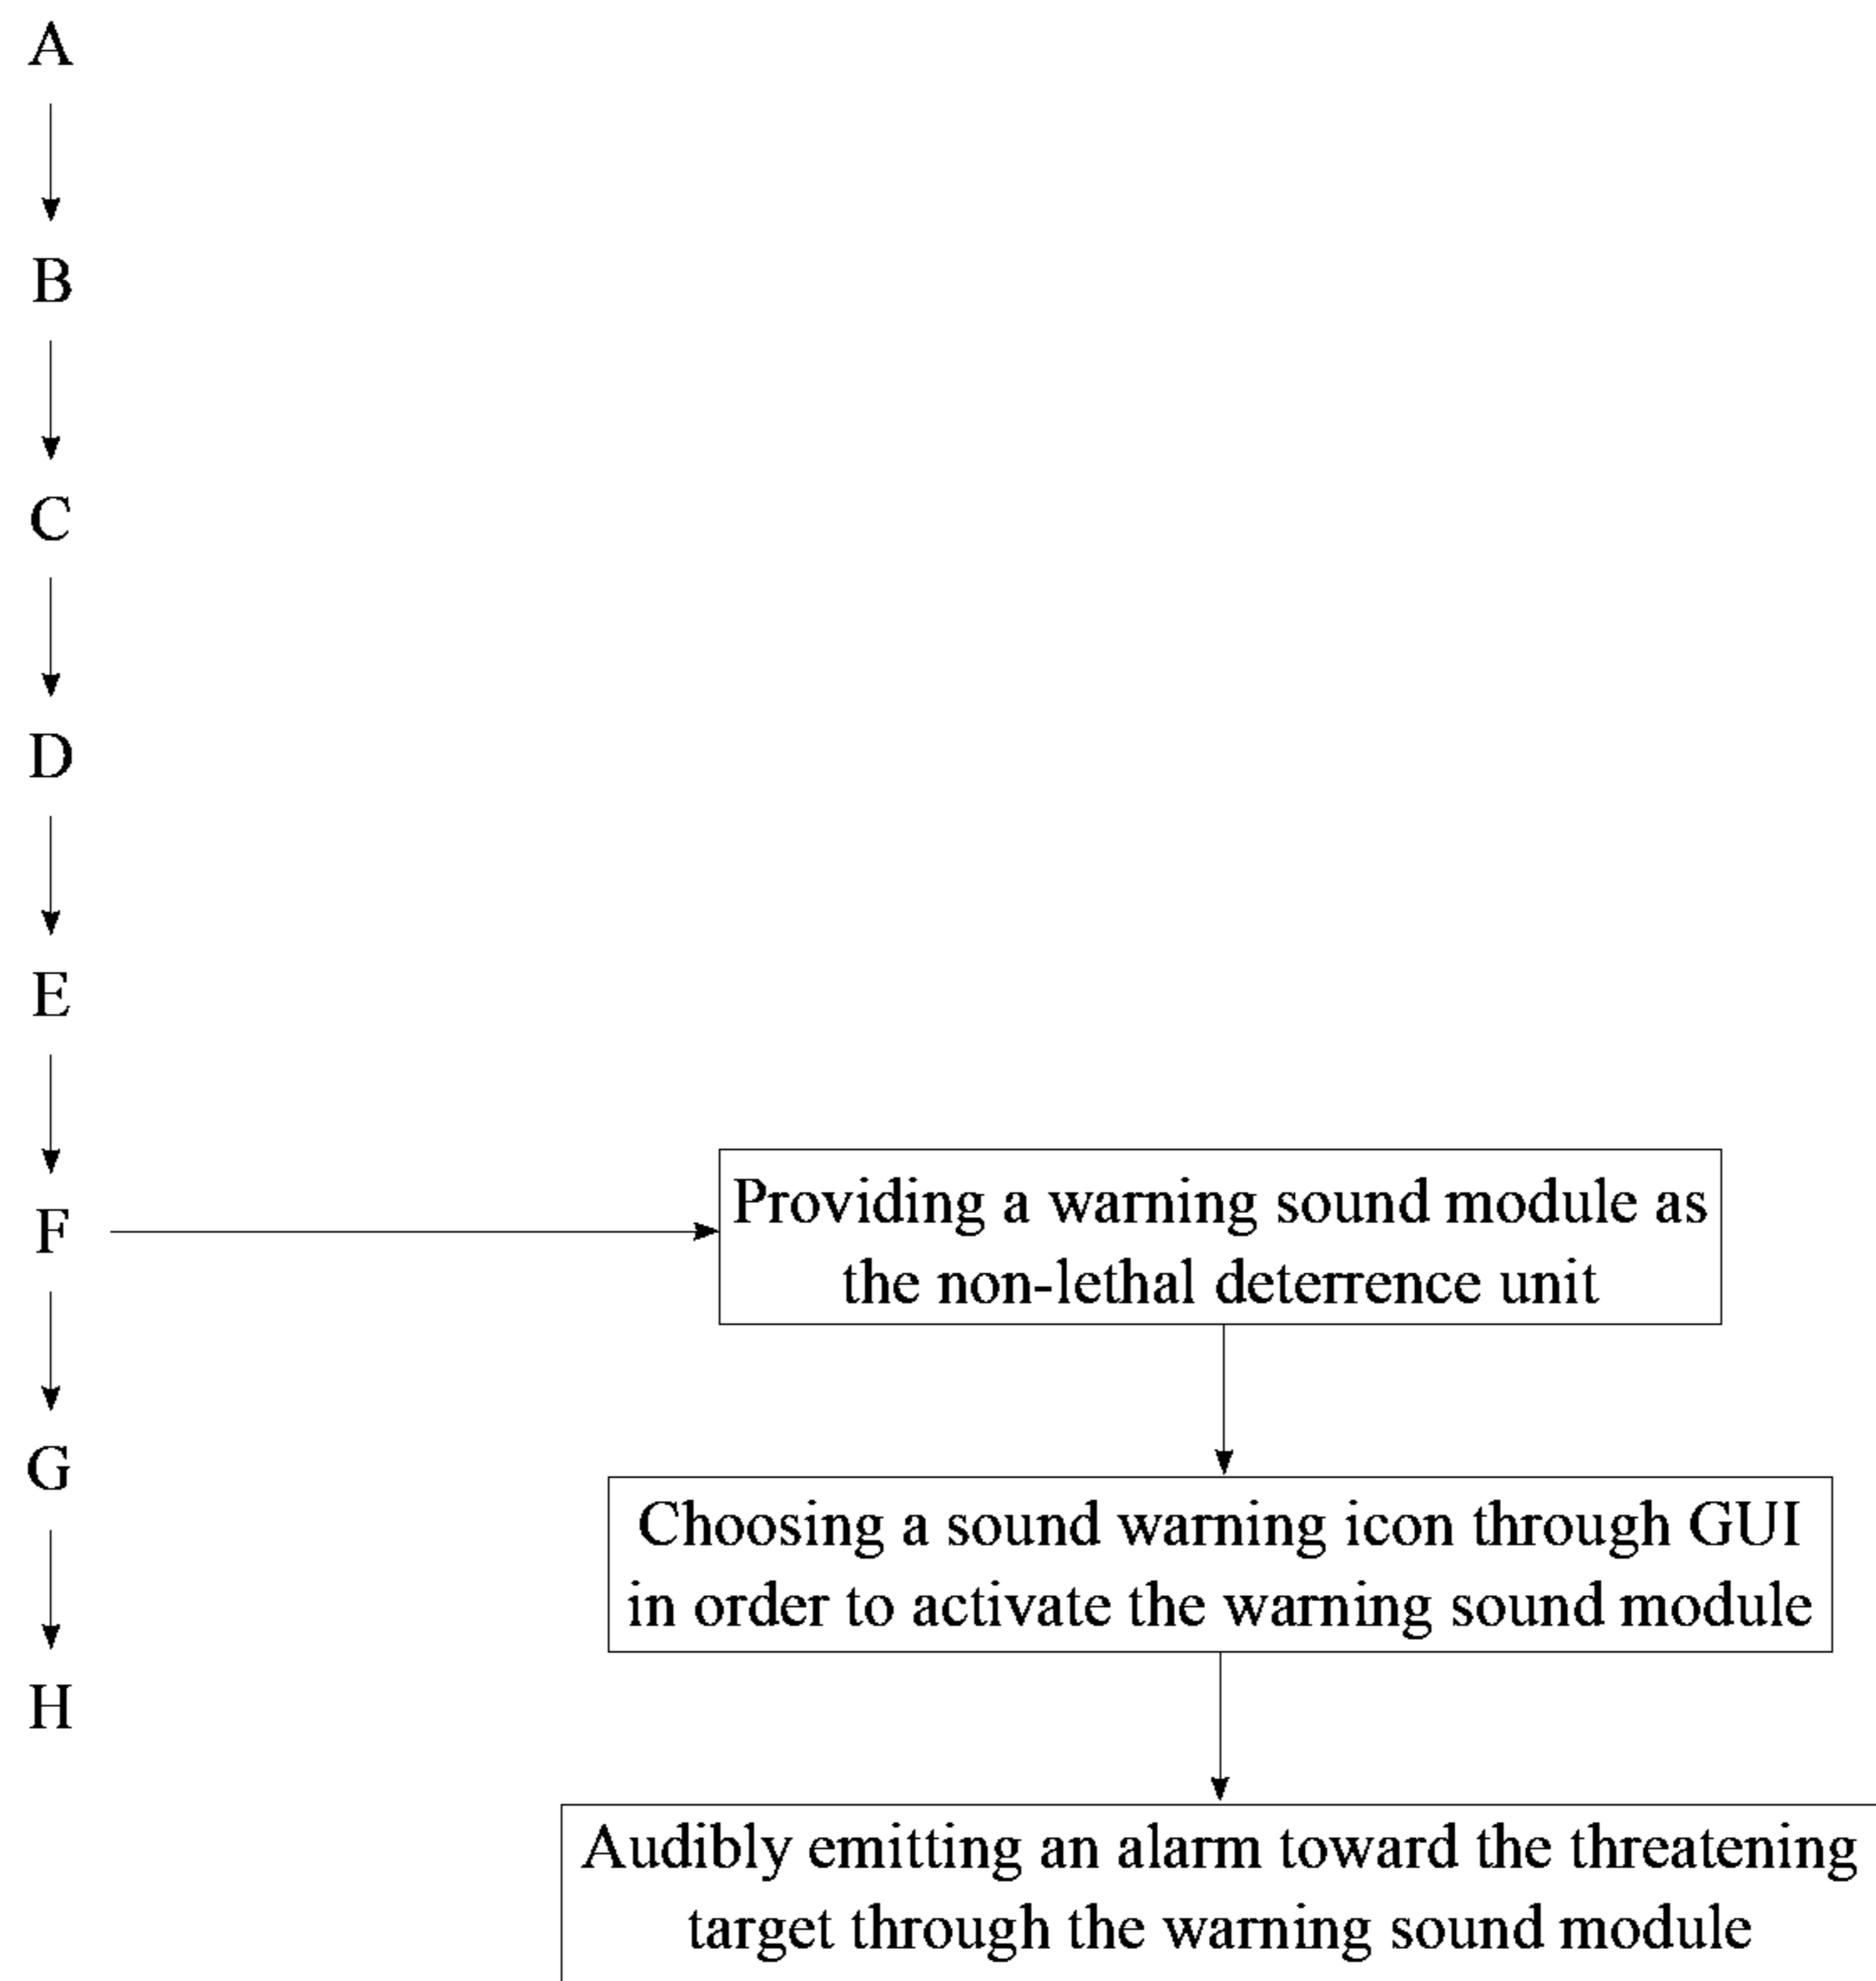 A
B
C
D
E
F
Providing a warning sound module as
the non-lethal deterrence unit
G
Choosing a sound warning icon through GUI
in order to activate the warning sound module
H
Audibly emitting an alarm toward the threatening
target through the warning sound module